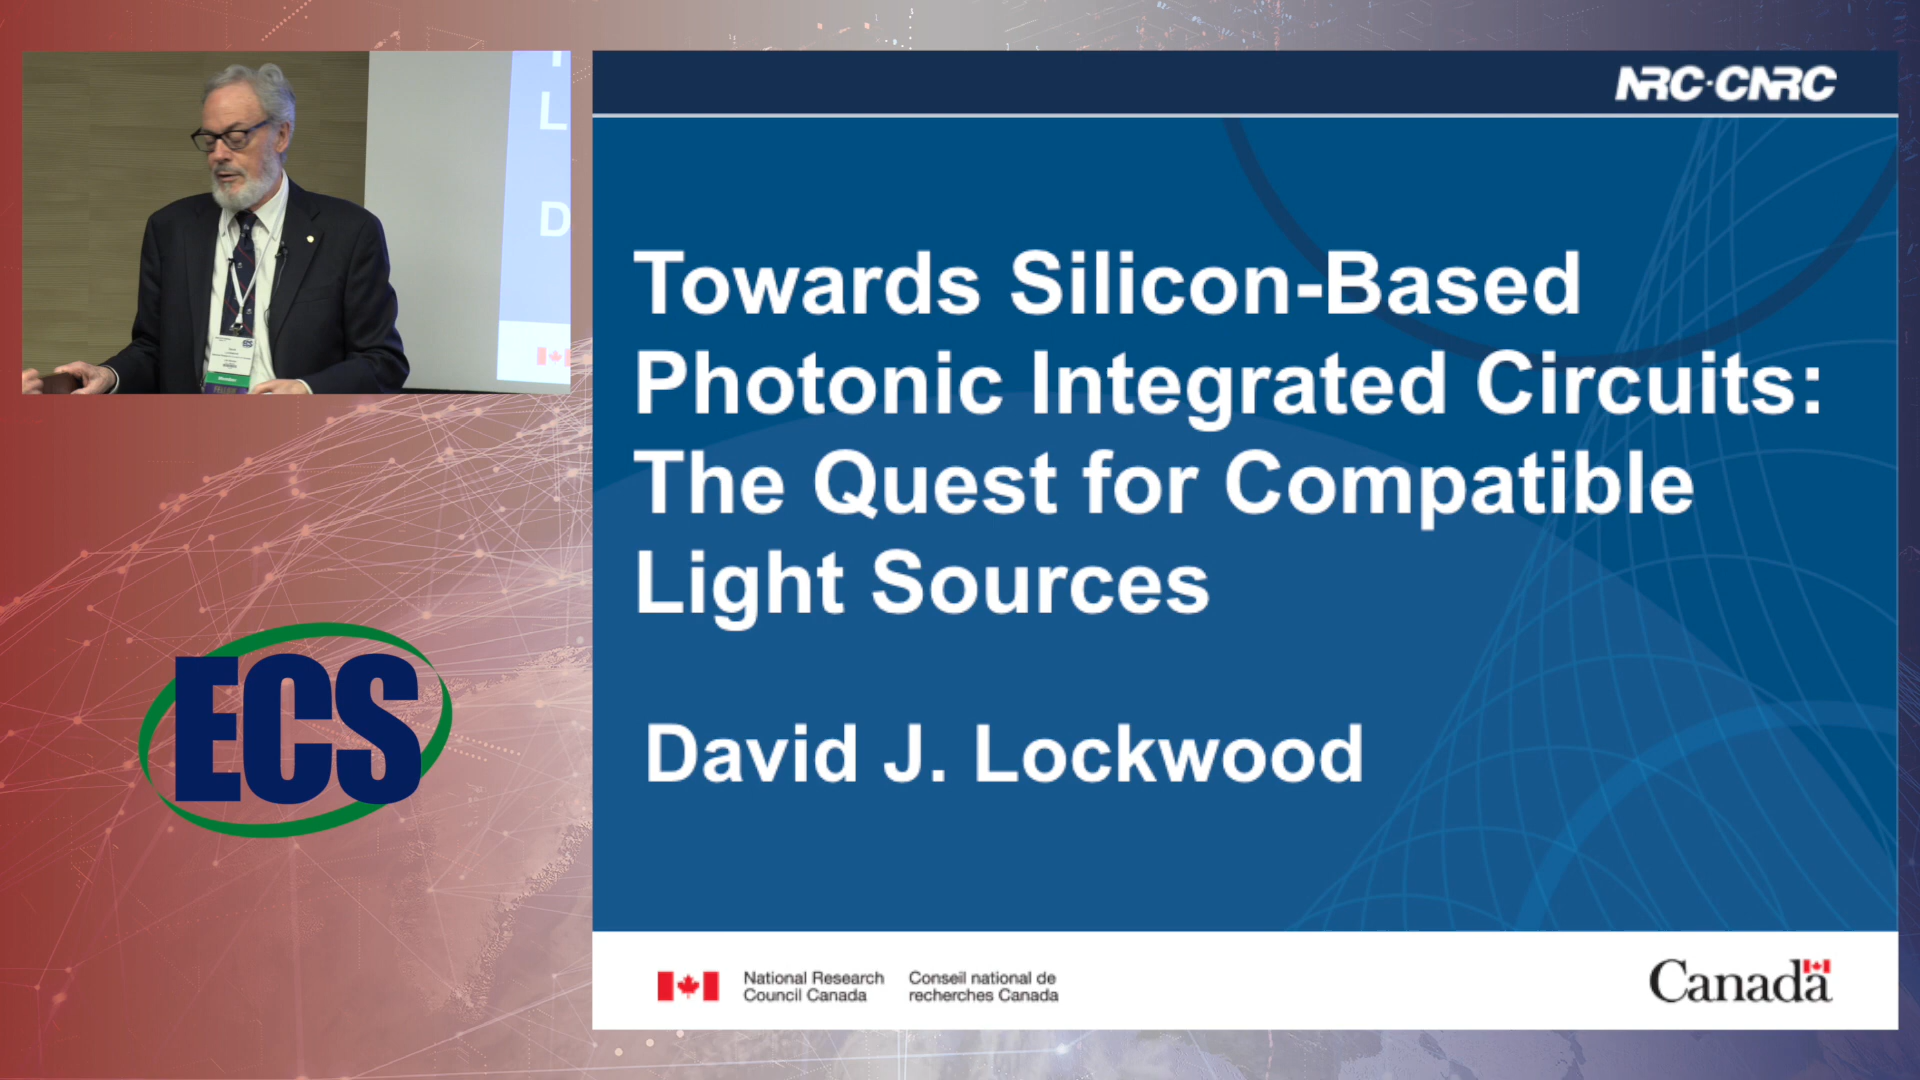 L
D
NRC·CNRC
Towards Silicon-Based
Photonic Integrated Circuits:
The Quest for Compatible
Light Sources
David J. Lockwood
ECS
National Research Council Canada
Conseil national de recherches Canada
Canada